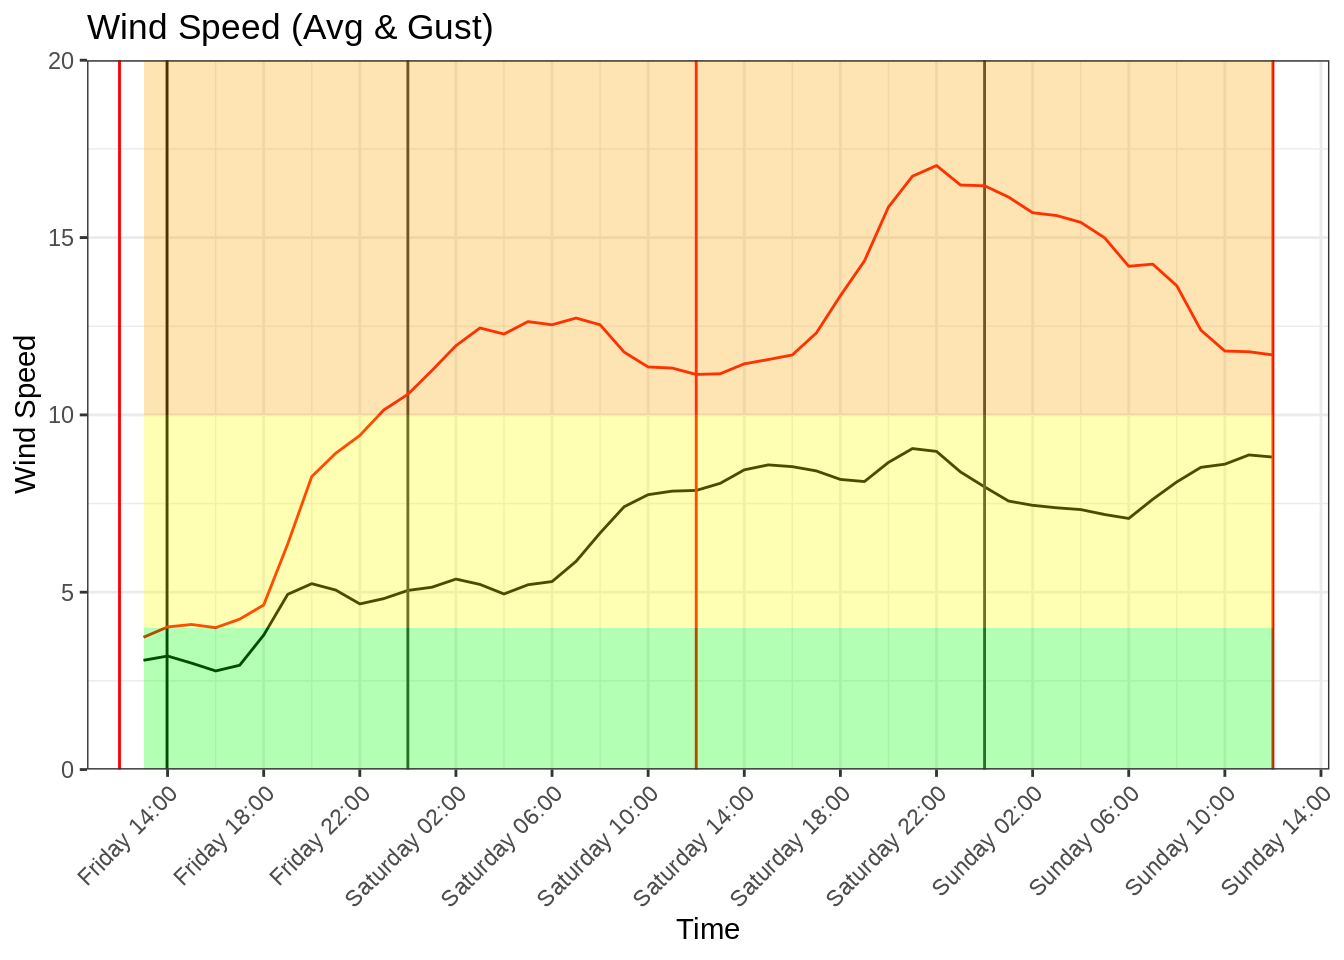 Wind Speed (Avg & Gust)
20
15
10
5
0
Wind Speed
Friday 14:00
Friday 18:00
Friday 22:00
Saturday 02:00
Saturday 06:00
Saturday 10:00
Saturday 14:00
Saturday 18:00
Saturday 22:00
Sunday 02:00
Sunday 06:00
Sunday 10:00
Sunday 14:00
Time